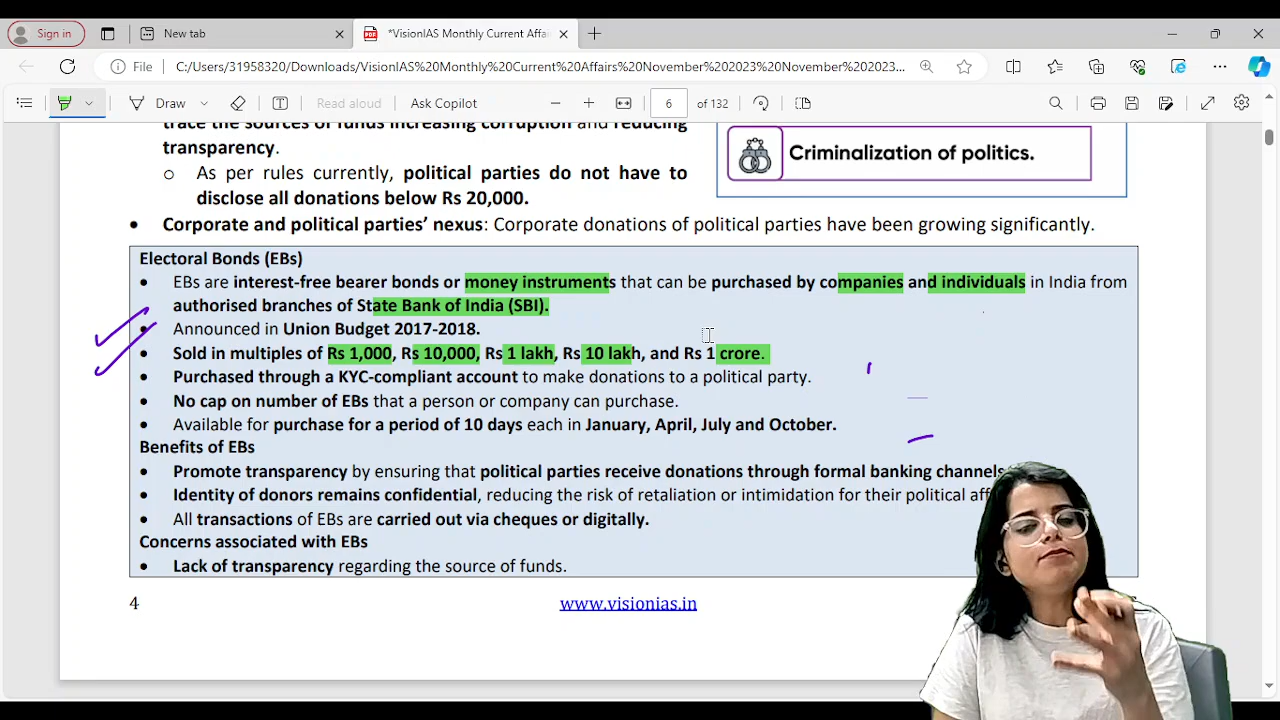 Sign in
New tab
*VisionIAS Monthly Current Affai
File
C:/Users/31958320/Downloads/VisionIAS%20Monthly%20Current%20Affairs%20November%202023%20November%202023...
Draw
Read aloud
Ask Copilot
6
of 132
trace the sources of funds increasing corruption and reducing
transparency.
Criminalization of politics.
o As per rules currently, political parties do not have to
disclose all donations below Rs 20,000.
• Corporate and political parties’ nexus: Corporate donations of political parties have been growing significantly.
Electoral Bonds (EBs)
• EBs are interest-free bearer bonds or money instruments that can be purchased by companies and individuals in India from
authorised branches of State Bank of India (SBI).
• Announced in Union Budget 2017-2018.
• Sold in multiples of Rs 1,000, Rs 10,000, Rs 1 lakh, Rs 10 lakh, and Rs 1 crore.
• Purchased through a KYC-compliant account to make donations to a political party.
• No cap on number of EBs that a person or company can purchase.
• Available for purchase for a period of 10 days each in January, April, July and October.
Benefits of EBs
• Promote transparency by ensuring that political parties receive donations through formal banking channels
• Identity of donors remains confidential, reducing the risk of retaliation or intimidation for their political
• All transactions of EBs are carried out via cheques or digitally.
Concerns associated with EBs
• Lack of transparency regarding the source of funds.
4
www.visionias.in